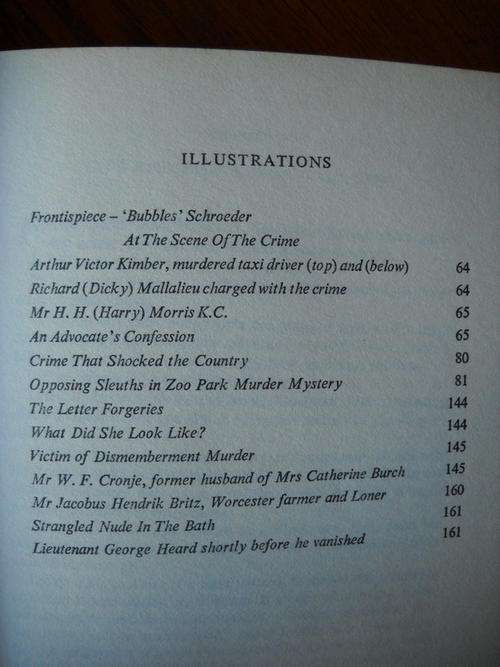 ILLUSTRATIONS
Frontispiece – ‘Bubbles’ Schroeder
At The Scene Of The Crime
Arthur Victor Kimber, murdered taxi driver (top) and (below) 64
Richard (Dicky) Mallalieu charged with the crime 64
Mr H. H. (Harry) Morris K.C. 65
An Advocate's Confession 65
Crime That Shocked the Country 80
Opposing Sleuths in Zoo Park Murder Mystery 81
The Letter Forgeries 144
What Did She Look Like? 144
Victim of Dismemberment Murder 145
Mr W. F. Cronje, former husband of Mrs Catherine Burch 145
Mr Jacobus Hendrik Britz, Worcester farmer and Loner 160
Strangled Nude In The Bath 161
Lieutenant George Heard shortly before he vanished 161